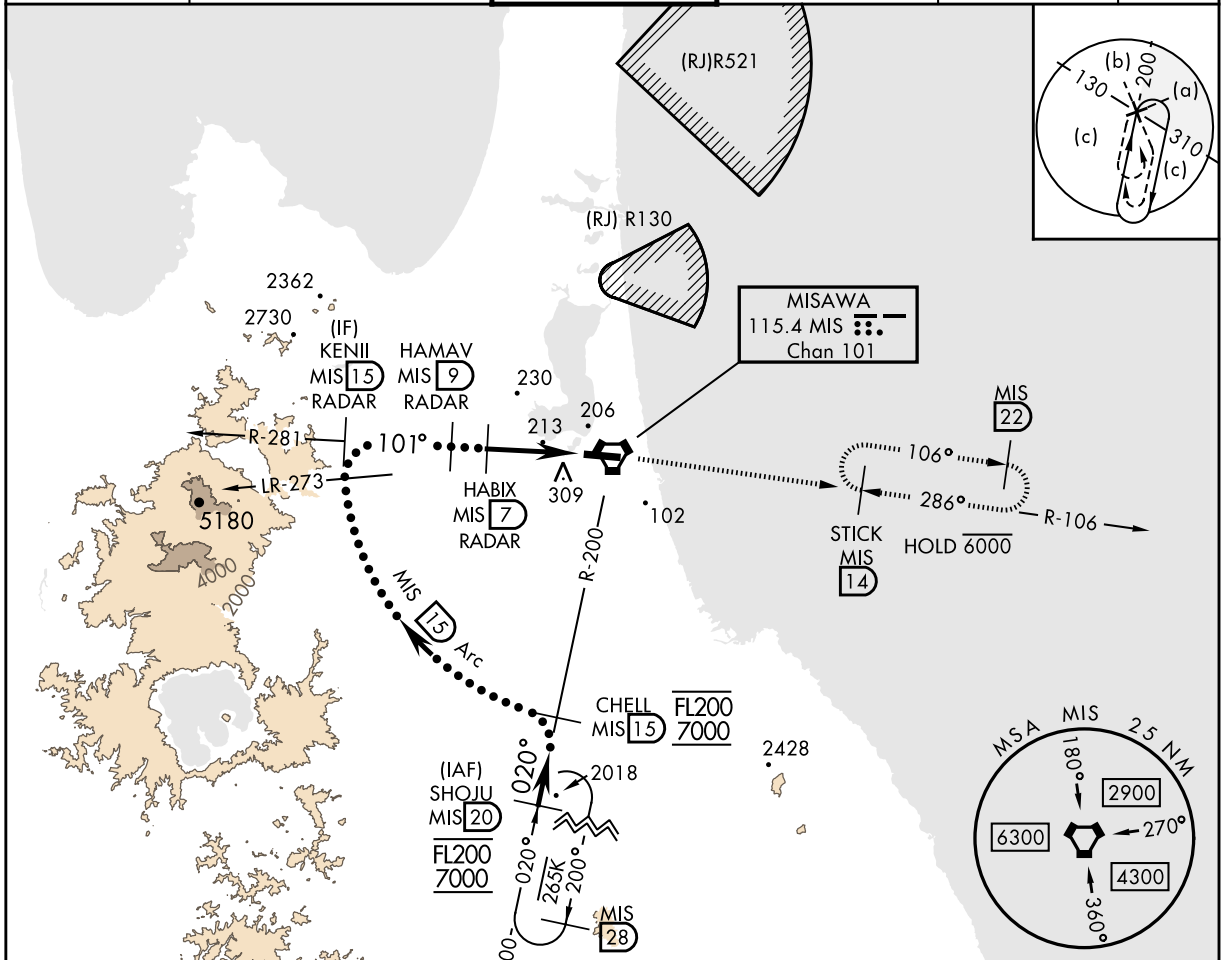 (RJ)R521
(b)
200
(a)
130
(c)
310
(c)
(RJ) R130
2362
2730
(IF)
KENII
MIS 15
RADAR
HAMAV
MIS 9
RADAR
MISAWA
115.4 MIS
Chan 101
230
206
213
MIS
22
R-281
101°
106°
LR-273
309
HABIX
MIS 7
RADAR
5180
102
286°
R-106
STICK
MIS
14
HOLD 6000
4000
2000
R-200
MIS 15 Arc
CHELL
MIS 15
FL200
7000
2428
020°
(IAF)
SHOJU
MIS 20
FL200
7000
2018
020°
265K
200°
MIS
28
00-
MSA MIS 25 NM
180°
2900
6300
270°
4300
360°